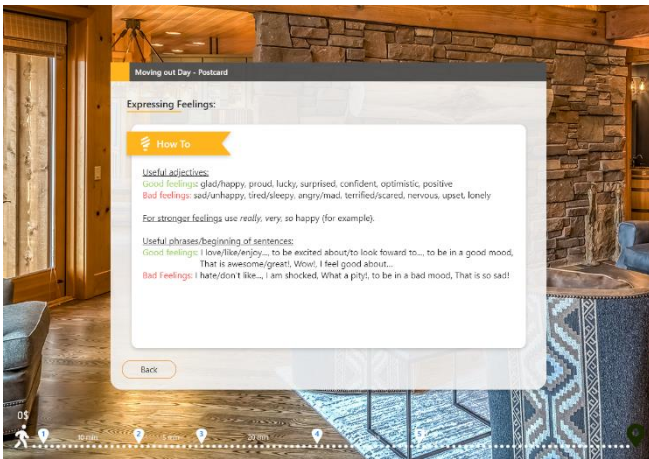 Moving out Day - Postcard
Expressing Feelings:
How To
Useful adjectives:
Good feelings: glad/happy, proud, lucky, surprised, confident, optimistic, positive
Bad feelings: sad/unhappy, tired/sleepy, angry/mad, terrified/scared, nervous, upset, lonely
For stronger feelings use really, very, so happy (for example).
Useful phrases/beginning of sentences:
Good feelings: I love/like/enjoy..., to be excited about/to look foward to..., to be in a good mood,
That is awesome/great!, Wow!, I feel good about...
Bad Feelings: I hate/don't like..., I am shocked, What a pity!, to be in a bad mood, That is so sad!
Back
0$
1 10 min 2 5 min 3 20 min 4